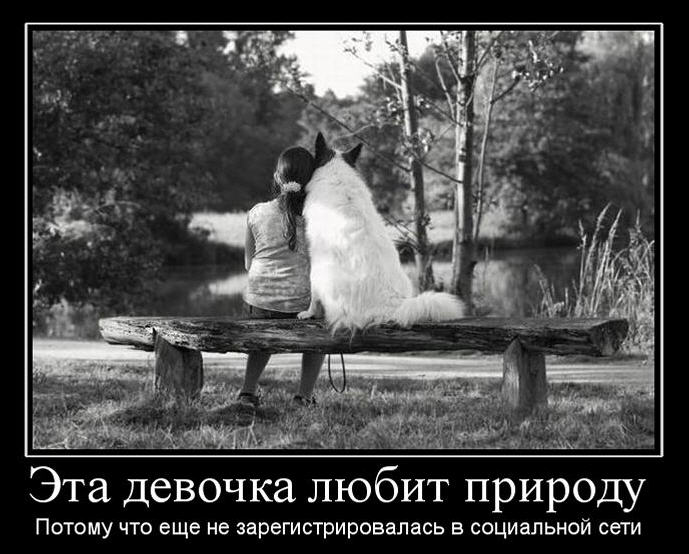 Эта девочка любит природу
Потому что еще не зарегистрировалась в социальной сети